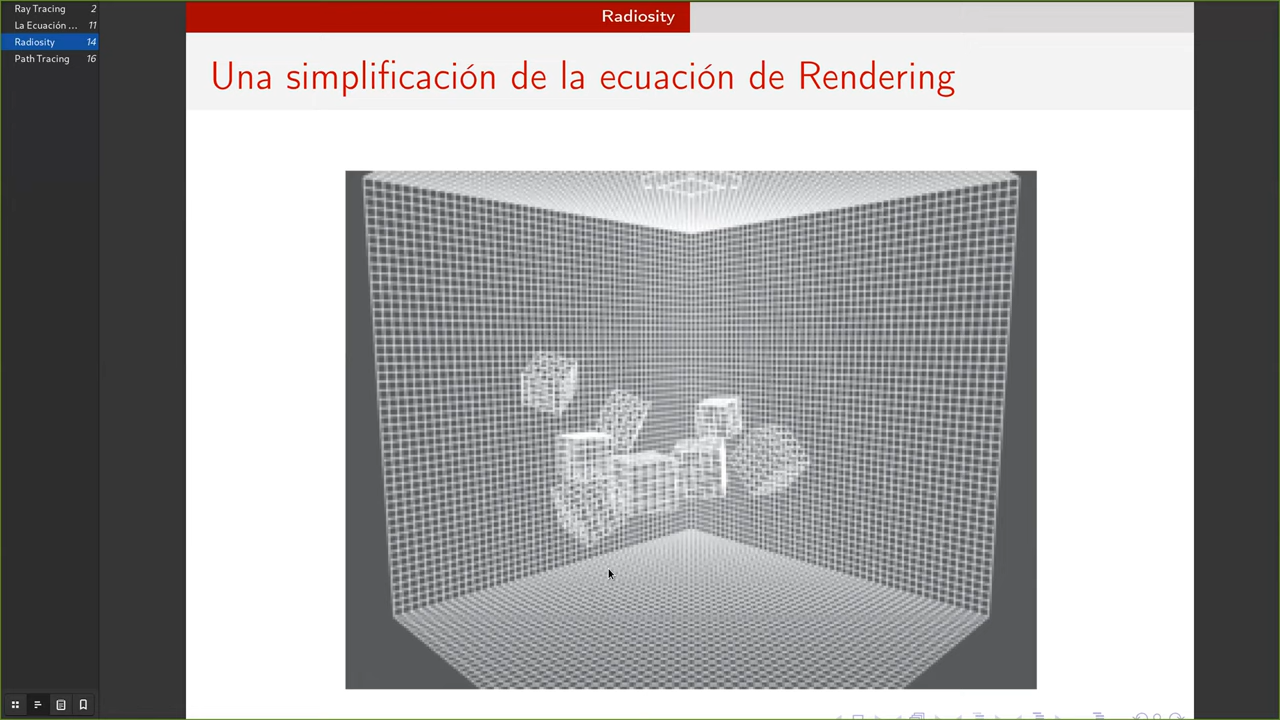 Ray Tracing 2
La Ecuación ... 11
Radiosity 14
Path Tracing 16
Radiosity
Una simplificación de la ecuación de Rendering